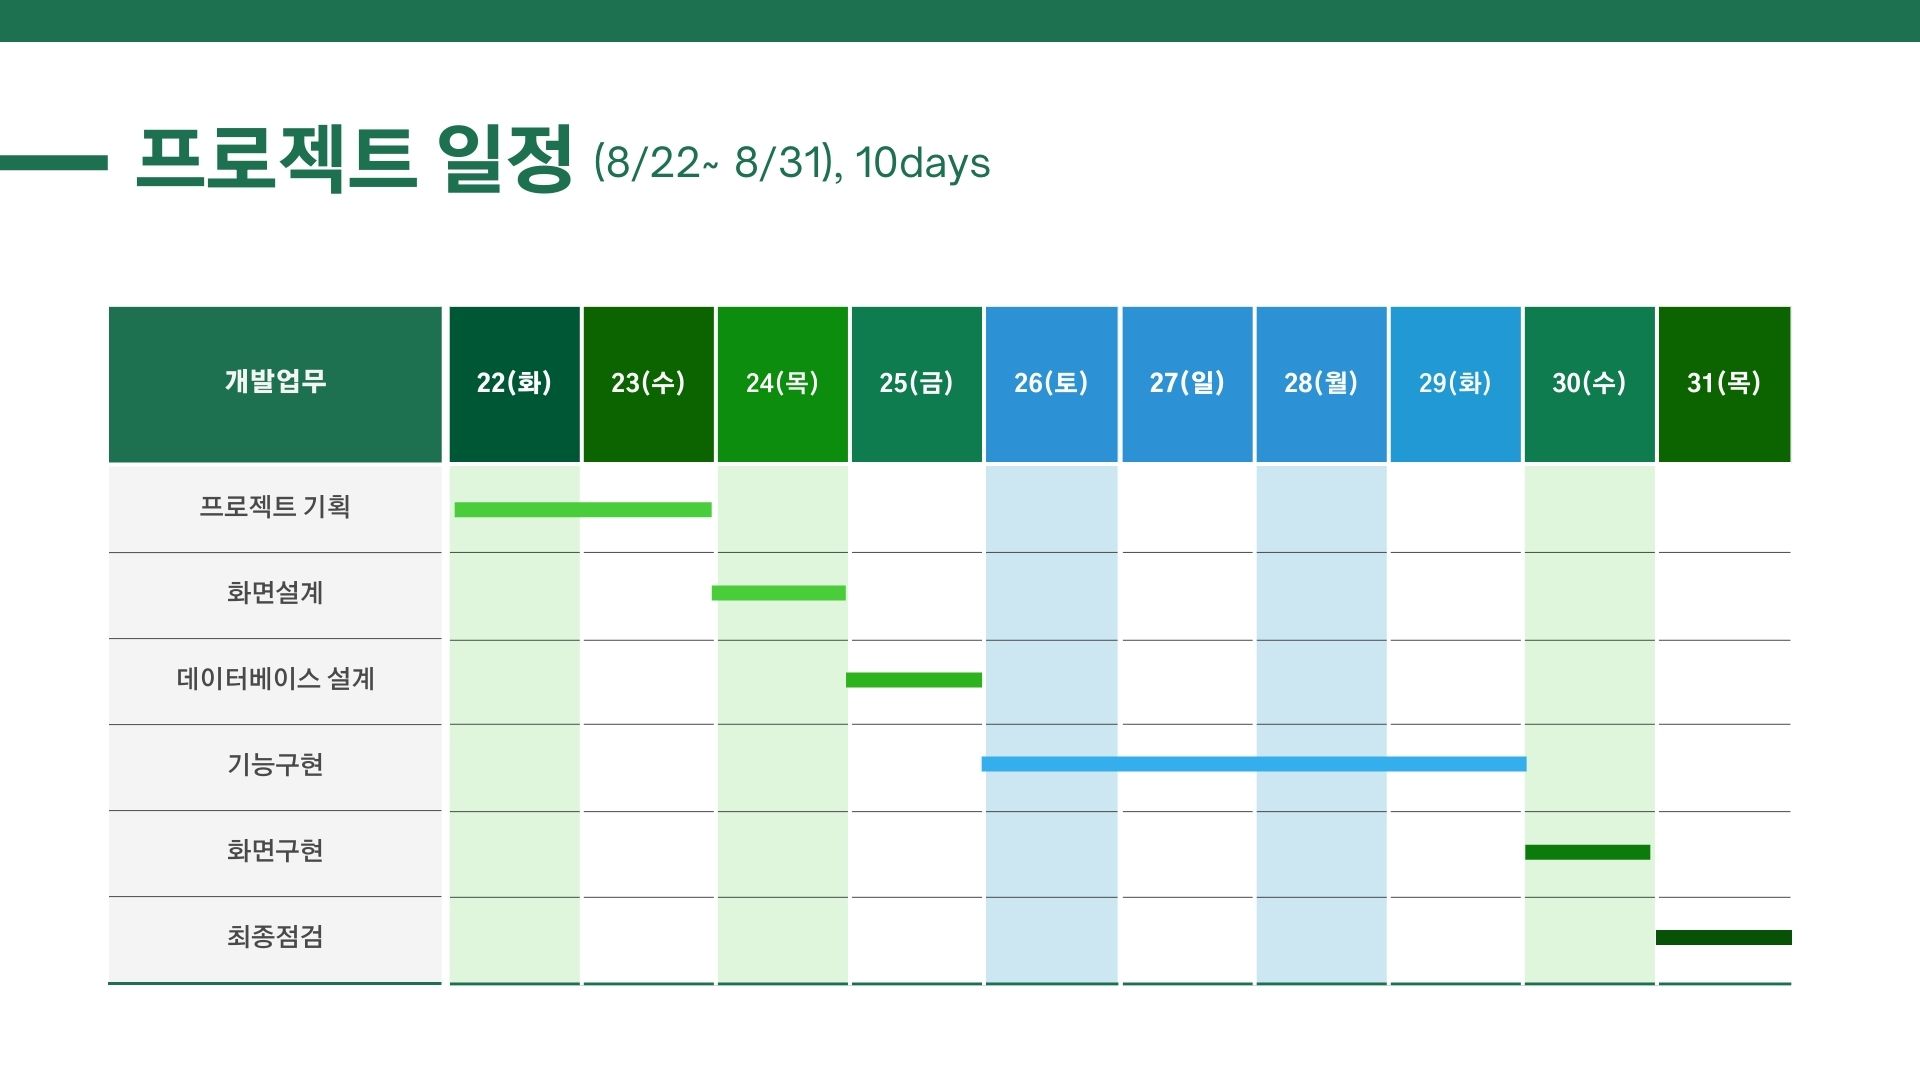 프로젝트 일정 (8/22~ 8/31), 10days
개발업무 22(화) 23(수) 24(목) 25(금) 26(토) 27(일) 28(월) 29(화) 30(수) 31(목)
프로젝트 기획
화면설계
데이터베이스 설계
기능구현
화면구현
최종점검